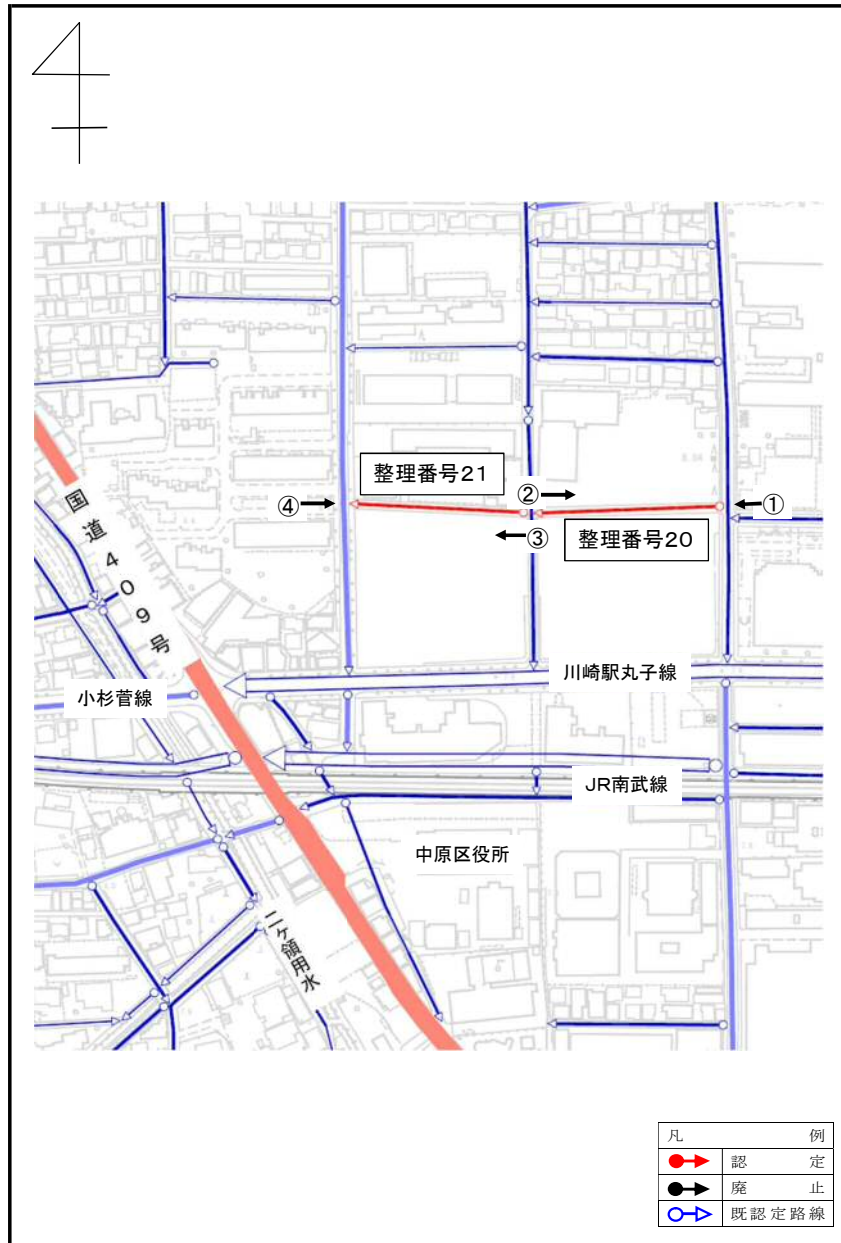 整理番号21
②
④
①
③
整理番号20
国道409号
川崎駅丸子線
小杉菅線
JR南武線
中原区役所
二ヶ領用水
凡 例
認 定
廃 止
既認定路線